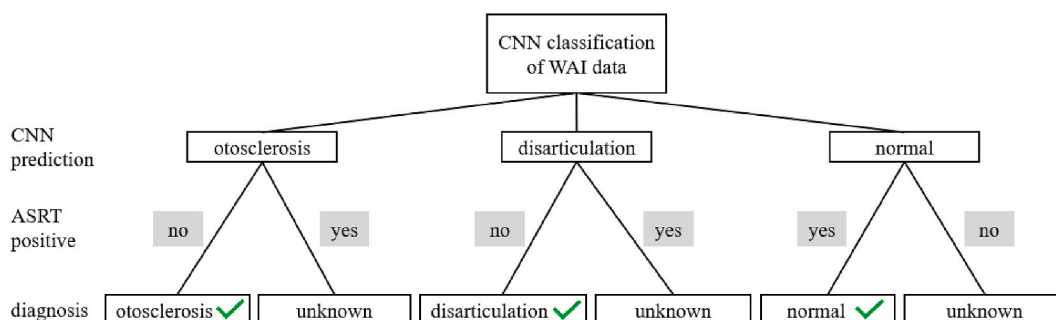 CNN classification
of WAI data
CNN
prediction
otosclerosis
disarticulation
normal
ASRT
positive
no
yes
no
yes
yes
no
diagnosis
otosclerosis
unknown
disarticulation
unknown
normal
unknown